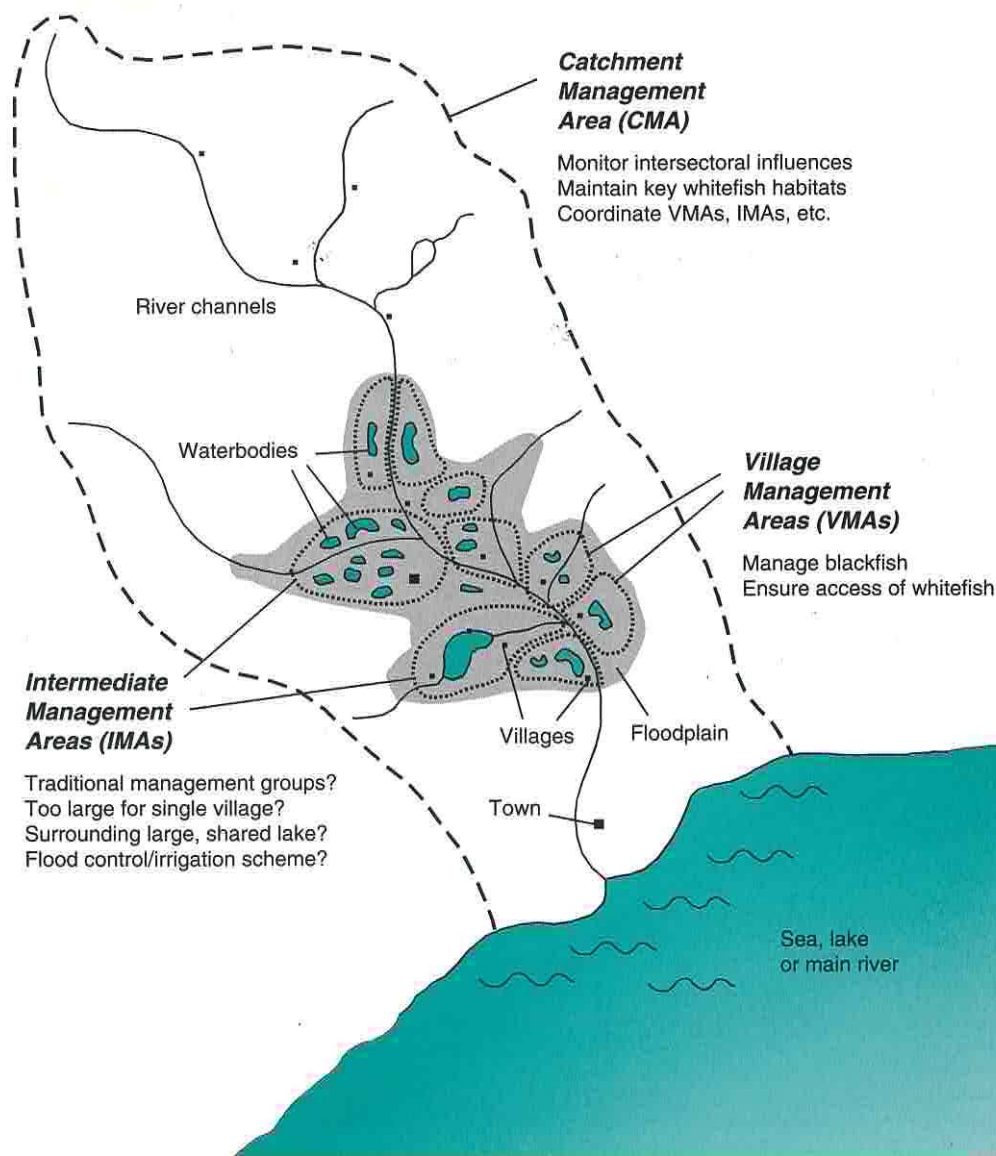 Catchment
Management
Area (CMA)
Monitor intersectoral influences
Maintain key whitefish habitats
Coordinate VMAs, IMAs, etc.
River channels
Waterbodies
Village
Management
Areas (VMAs)
Manage blackfish
Ensure access of whitefish
Intermediate
Management
Areas (IMAs)
Traditional management groups?
Too large for single village?
Surrounding large, shared lake?
Flood control/irrigation scheme?
Villages
Floodplain
Town
Sea, lake
or main river